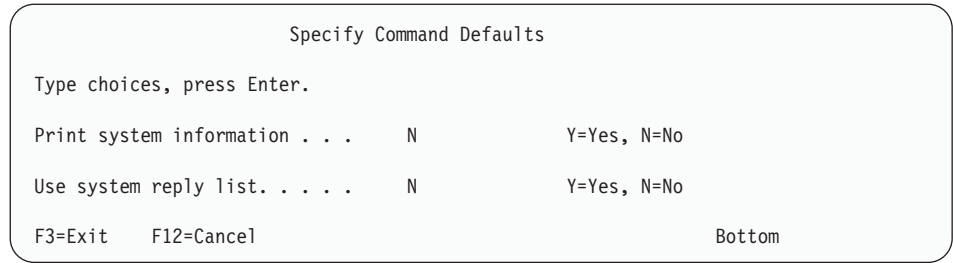 Specify Command Defaults
Type choices, press Enter.
Print system information . . . N Y=Yes, N=No
Use system reply list. . . . . N Y=Yes, N=No
F3=Exit F12=Cancel Bottom